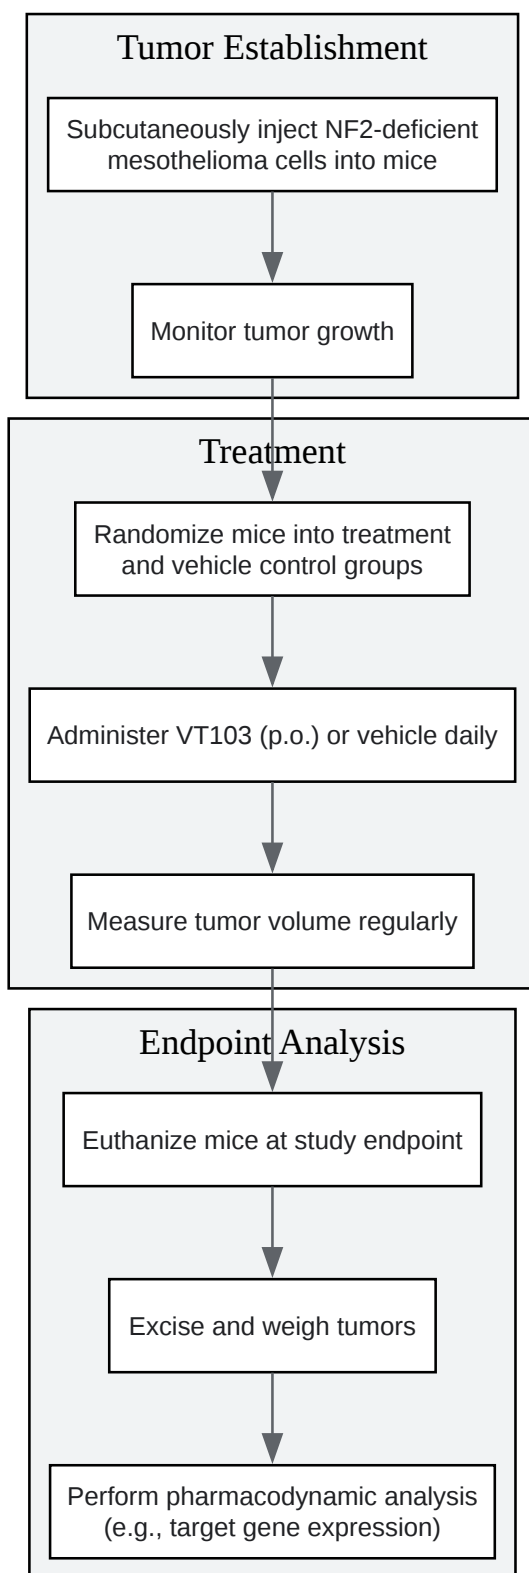 Tumor Establishment
Subcutaneously inject NF2-deficient
mesothelioma cells into mice
Monitor tumor growth
Treatment
Randomize mice into treatment
and vehicle control groups
Administer VT103 (p.o.) or vehicle daily
Measure tumor volume regularly
Endpoint Analysis
Euthanize mice at study endpoint
Excise and weigh tumors
Perform pharmacodynamic analysis
(e.g., target gene expression)